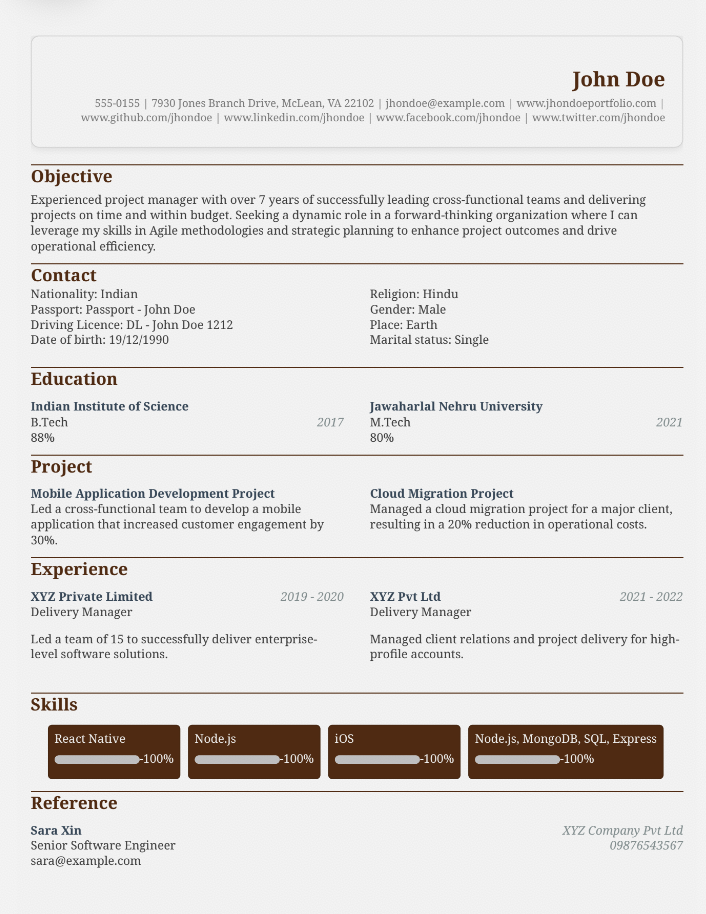 John Doe
555-0155 | 7930 Jones Branch Drive, McLean, VA 22102 | jhondoe@example.com | www.jhondoeportfolio.com |
www.github.com/jhondoe | www.linkedin.com/jhondoe | www.facebook.com/jhondoe | www.twitter.com/jhondoe
Objective
Experienced project manager with over 7 years of successfully leading cross-functional teams and delivering
projects on time and within budget. Seeking a dynamic role in a forward-thinking organization where I can
leverage my skills in Agile methodologies and strategic planning to enhance project outcomes and drive
operational efficiency.
Contact
Nationality: Indian
Passport: Passport - John Doe
Driving Licence: DL - John Doe 1212
Date of birth: 19/12/1990
Religion: Hindu
Gender: Male
Place: Earth
Marital status: Single
Education
Indian Institute of Science
B.Tech 2017
88%
Jawaharlal Nehru University
M.Tech 2021
80%
Project
Mobile Application Development Project
Led a cross-functional team to develop a mobile
application that increased customer engagement by
30%.
Cloud Migration Project
Managed a cloud migration project for a major client,
resulting in a 20% reduction in operational costs.
Experience
XYZ Private Limited 2019 - 2020
Delivery Manager
Led a team of 15 to successfully deliver enterprise-
level software solutions.
XYZ Pvt Ltd 2021 - 2022
Delivery Manager
Managed client relations and project delivery for high-
profile accounts.
Skills
React Native
-100%
Node.js
-100%
iOS
-100%
Node.js, MongoDB, SQL, Express
-100%
Reference
Sara Xin XYZ Company Pvt Ltd
Senior Software Engineer 09876543567
sara@example.com